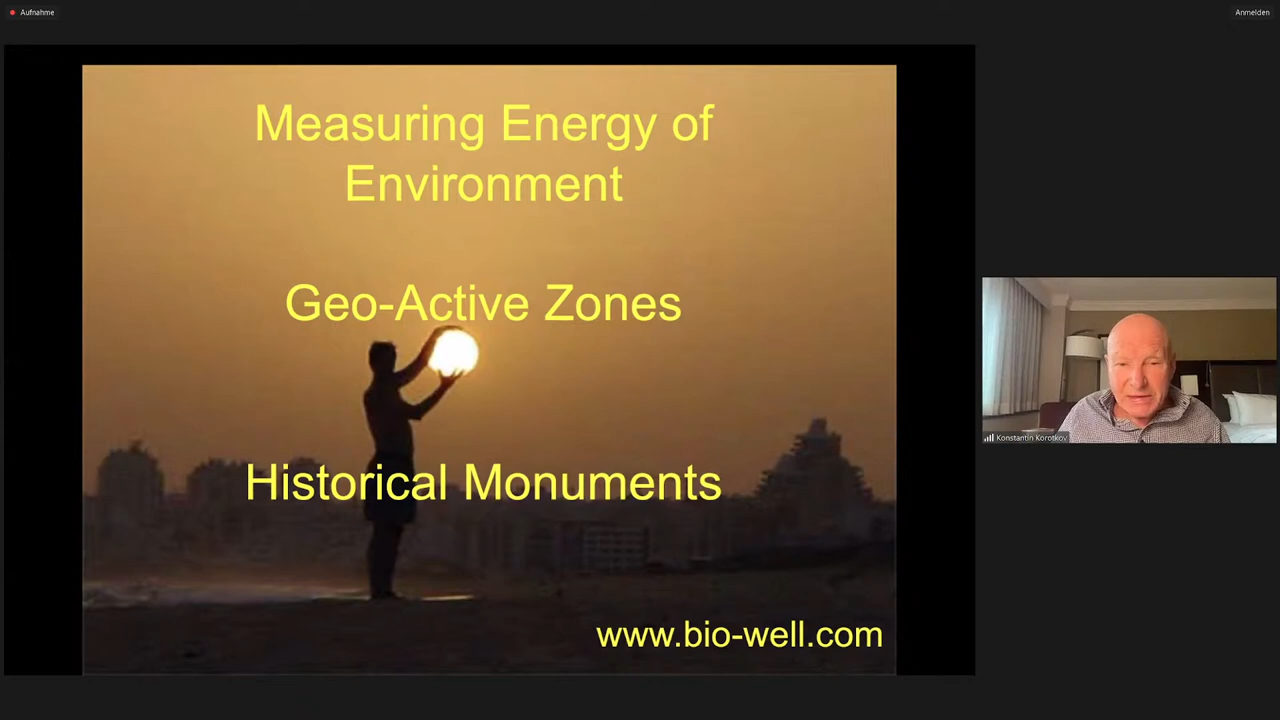 Aufnahme
Anmelden
Measuring Energy of
Environment
Geo-Active Zones
Historical Monuments
www.bio-well.com
Konstantin Korotkov